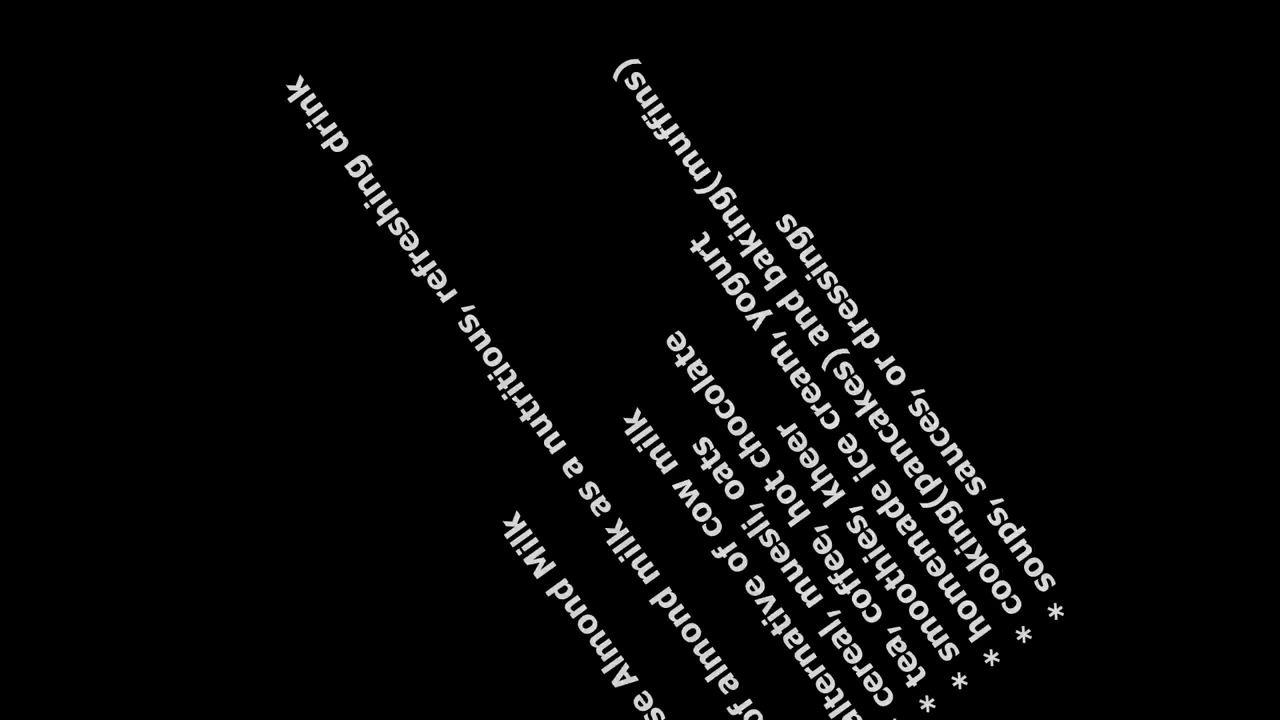 se Almond Milk
of almond milk as a nutritious, refreshing drink
alternative of cow milk
cereal, muesli, oats
* tea, coffee, hot chocolate
* smoothies, kheer
* homemade ice cream, yogurt
* cooking(pancakes) and baking(muffins)
* soups, sauces, or dressings